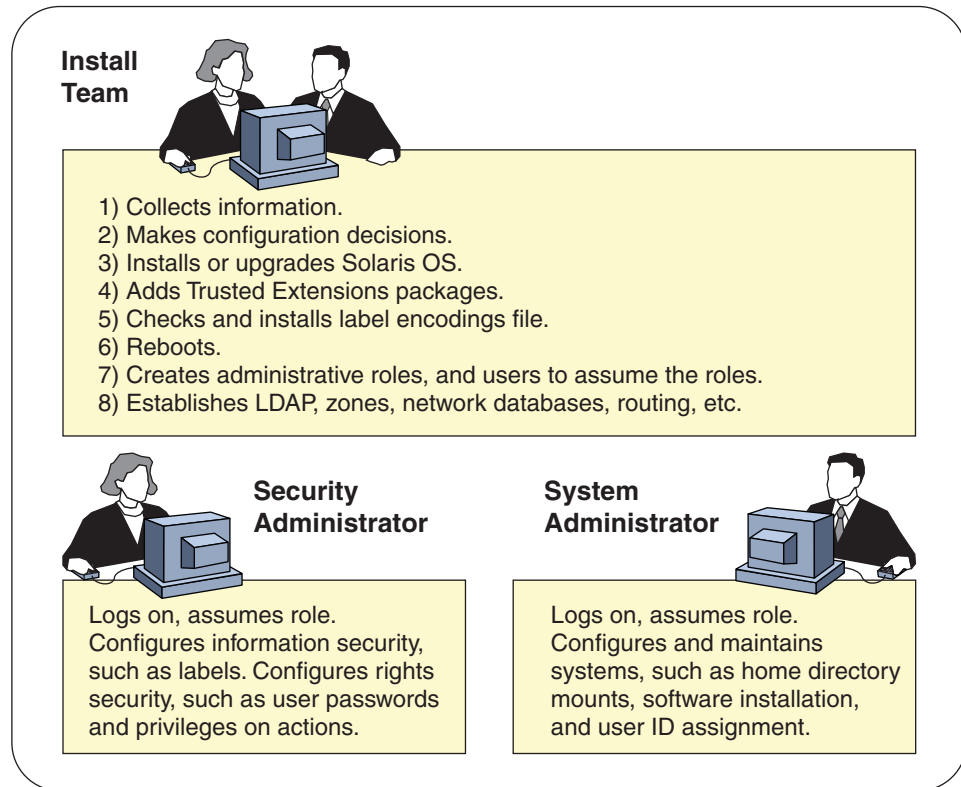 Install
Team
1) Collects information.
2) Makes configuration decisions.
3) Installs or upgrades Solaris OS.
4) Adds Trusted Extensions packages.
5) Checks and installs label encodings file.
6) Reboots.
7) Creates administrative roles, and users to assume the roles.
8) Establishes LDAP, zones, network databases, routing, etc.
Security
Administrator
Logs on, assumes role.
Configures information security,
such as labels. Configures rights
security, such as user passwords
and privileges on actions.
System
Administrator
Logs on, assumes role.
Configures and maintains
systems, such as home directory
mounts, software installation,
and user ID assignment.